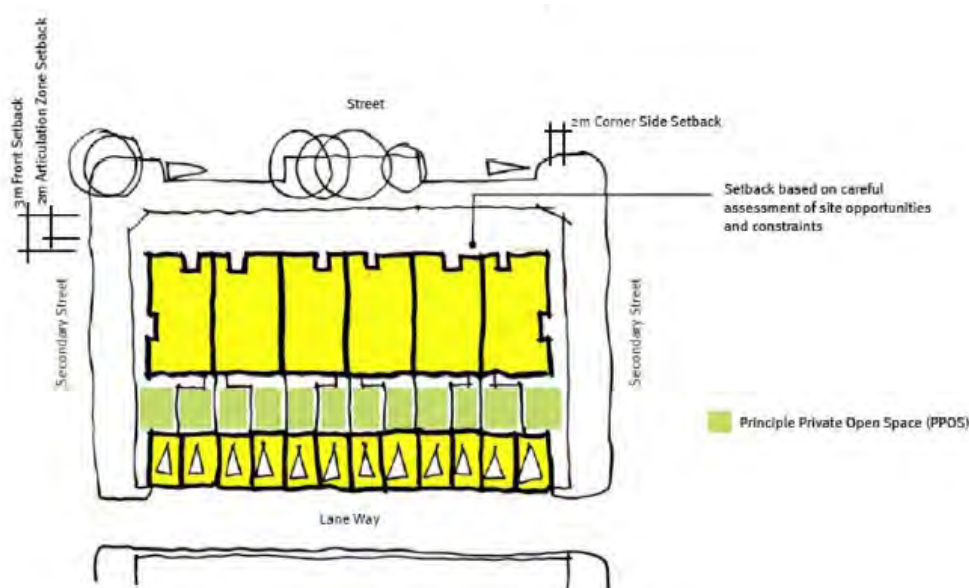 3m Front Setback
2m Articulation Zone Setback
Street
2m Corner Side Setback
Setback based on careful
assessment of site opportunities
and constraints
Secondary Street
Secondary Street
Principle Private Open Space (PPOS)
Lane Way